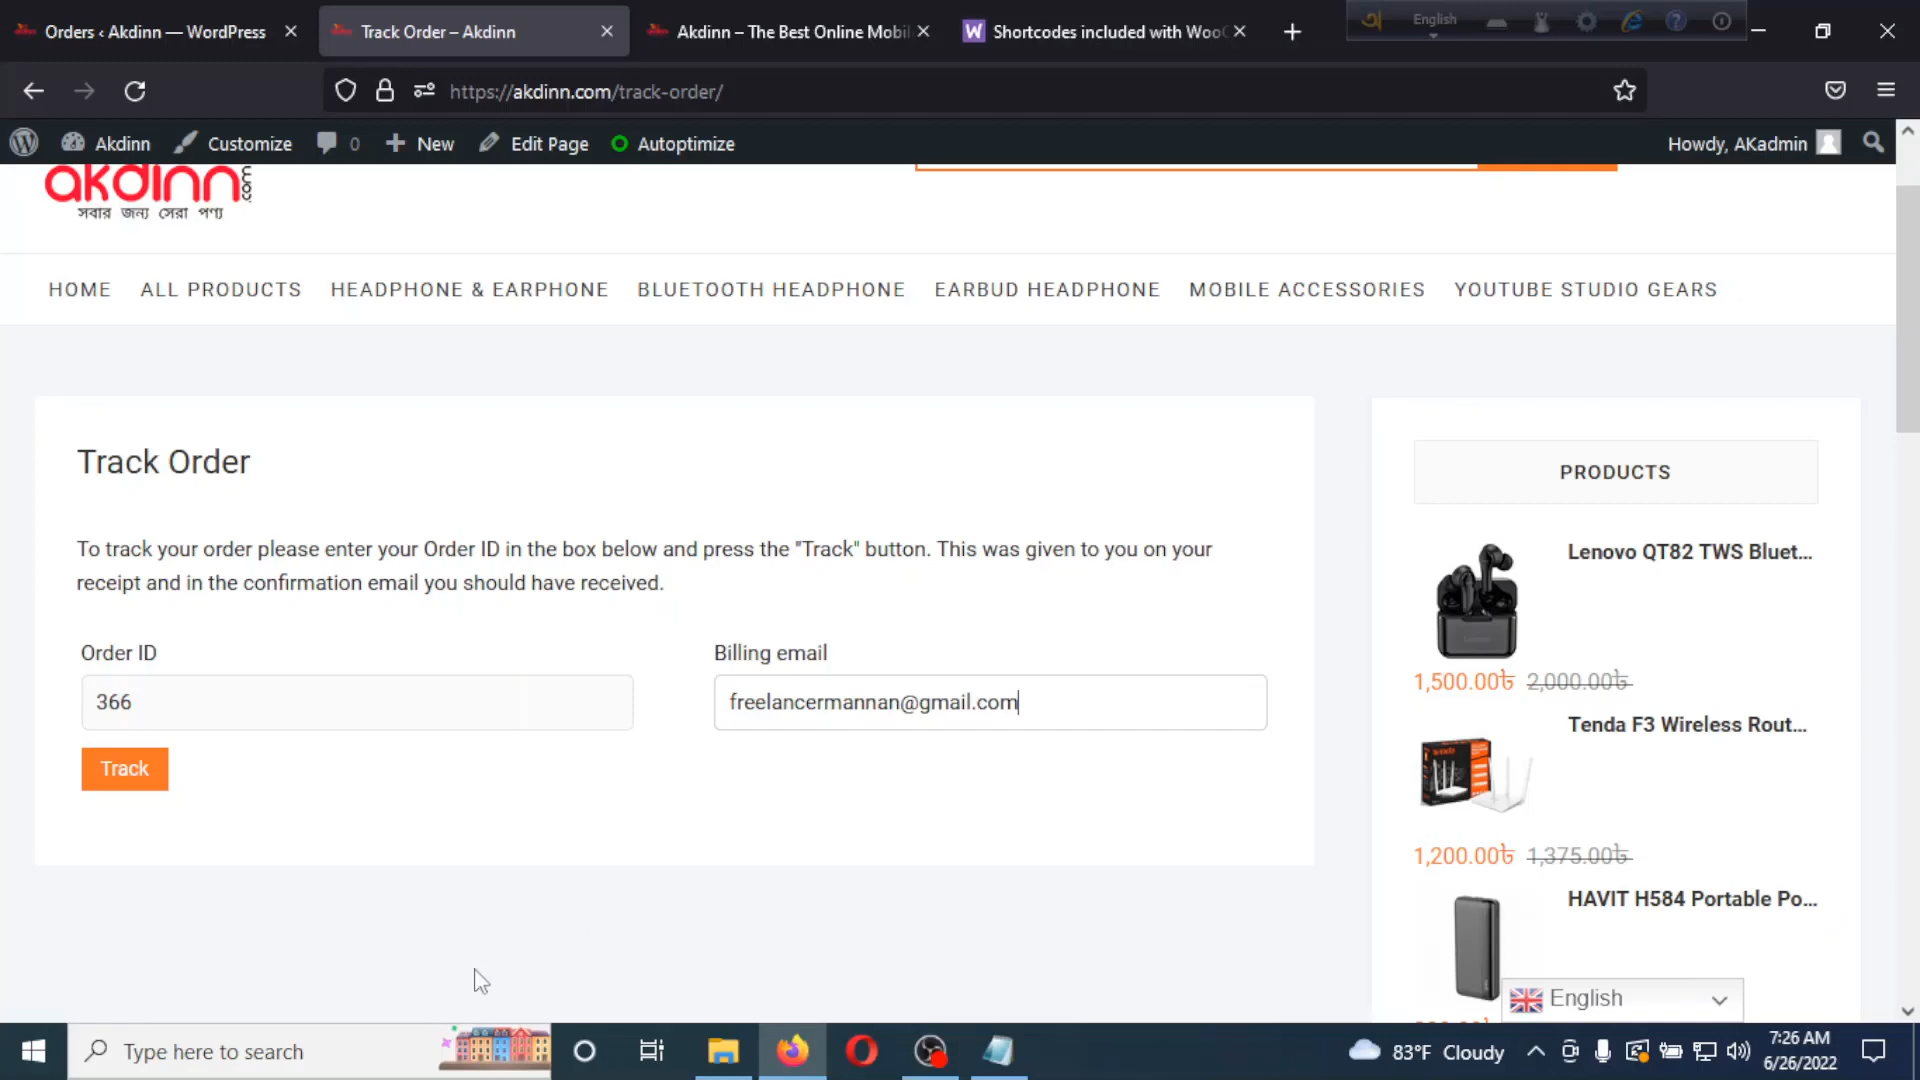 Orders ‹ Akdinn — WordPress
Track Order – Akdinn
Akdinn – The Best Online Mobil
Shortcodes included with WooC
English
https://akdinn.com/track-order/
Akdinn
Customize
0
New
Edit Page
Autoptimize
Howdy, AKadmin
akdinn.com
সবার জন্য সেরা পণ্য
HOME
ALL PRODUCTS
HEADPHONE & EARPHONE
BLUETOOTH HEADPHONE
EARBUD HEADPHONE
MOBILE ACCESSORIES
YOUTUBE STUDIO GEARS
Track Order
To track your order please enter your Order ID in the box below and press the "Track" button. This was given to you on your
receipt and in the confirmation email you should have received.
Order ID
Billing email
366
freelancermannan@gmail.com
Track
PRODUCTS
Lenovo QT82 TWS Bluet...
1,500.00৳ 2,000.00৳
Tenda F3 Wireless Rout...
1,200.00৳ 1,375.00৳
HAVIT H584 Portable Po...
English
Type here to search
83°F Cloudy
7:26 AM
6/26/2022